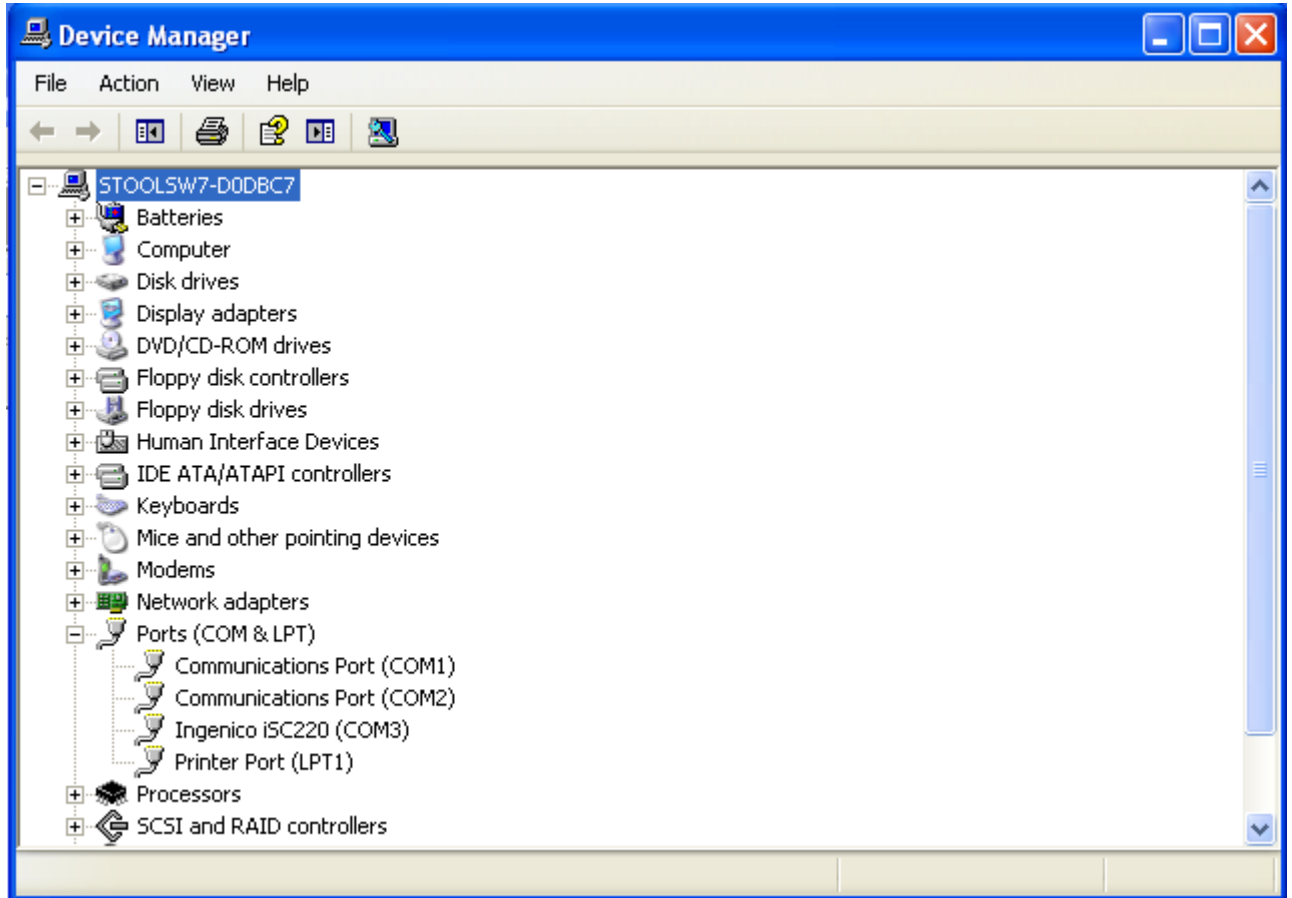 Device Manager
File Action View Help
STOOLSW7-D0DBC7
Batteries
Computer
Disk drives
Display adapters
DVD/CD-ROM drives
Floppy disk controllers
Floppy disk drives
Human Interface Devices
IDE ATA/ATAPI controllers
Keyboards
Mice and other pointing devices
Modems
Network adapters
Ports (COM & LPT)
Communications Port (COM1)
Communications Port (COM2)
Ingenico iSC220 (COM3)
Printer Port (LPT1)
Processors
SCSI and RAID controllers